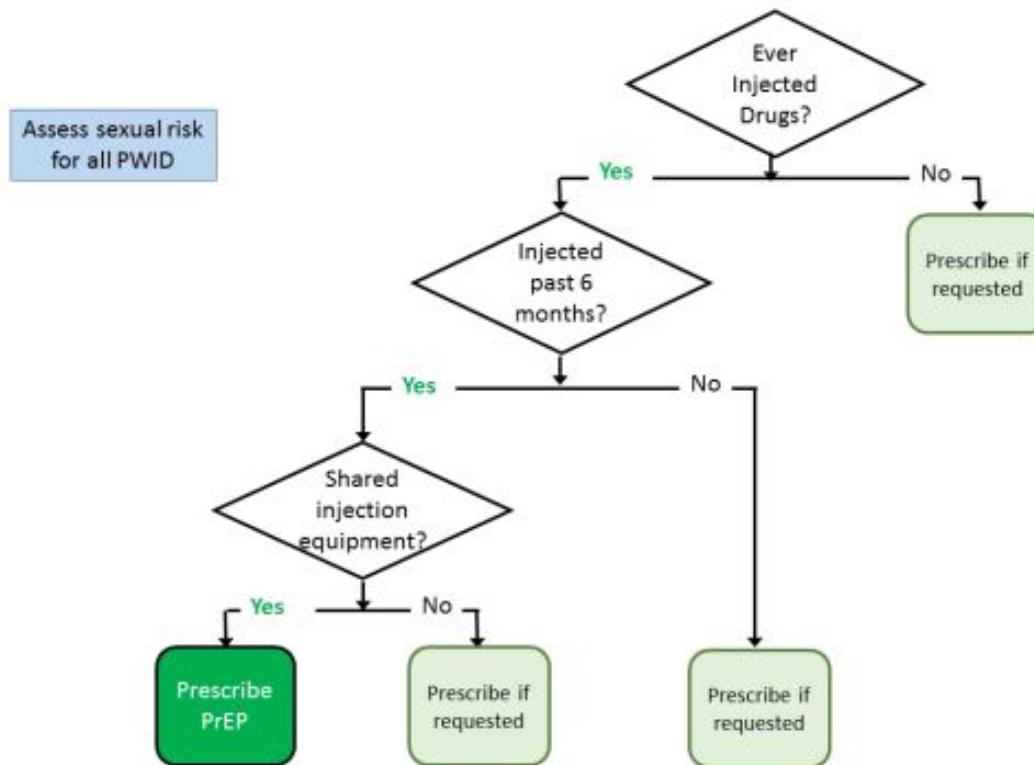 Ever
Injected
Drugs?
Assess sexual risk
for all PWID
Yes
No
Injected
past 6
months?
Prescribe if
requested
Yes
No
Shared
injection
equipment?
Yes
No
Prescribe
PrEP
Prescribe if
requested
Prescribe if
requested